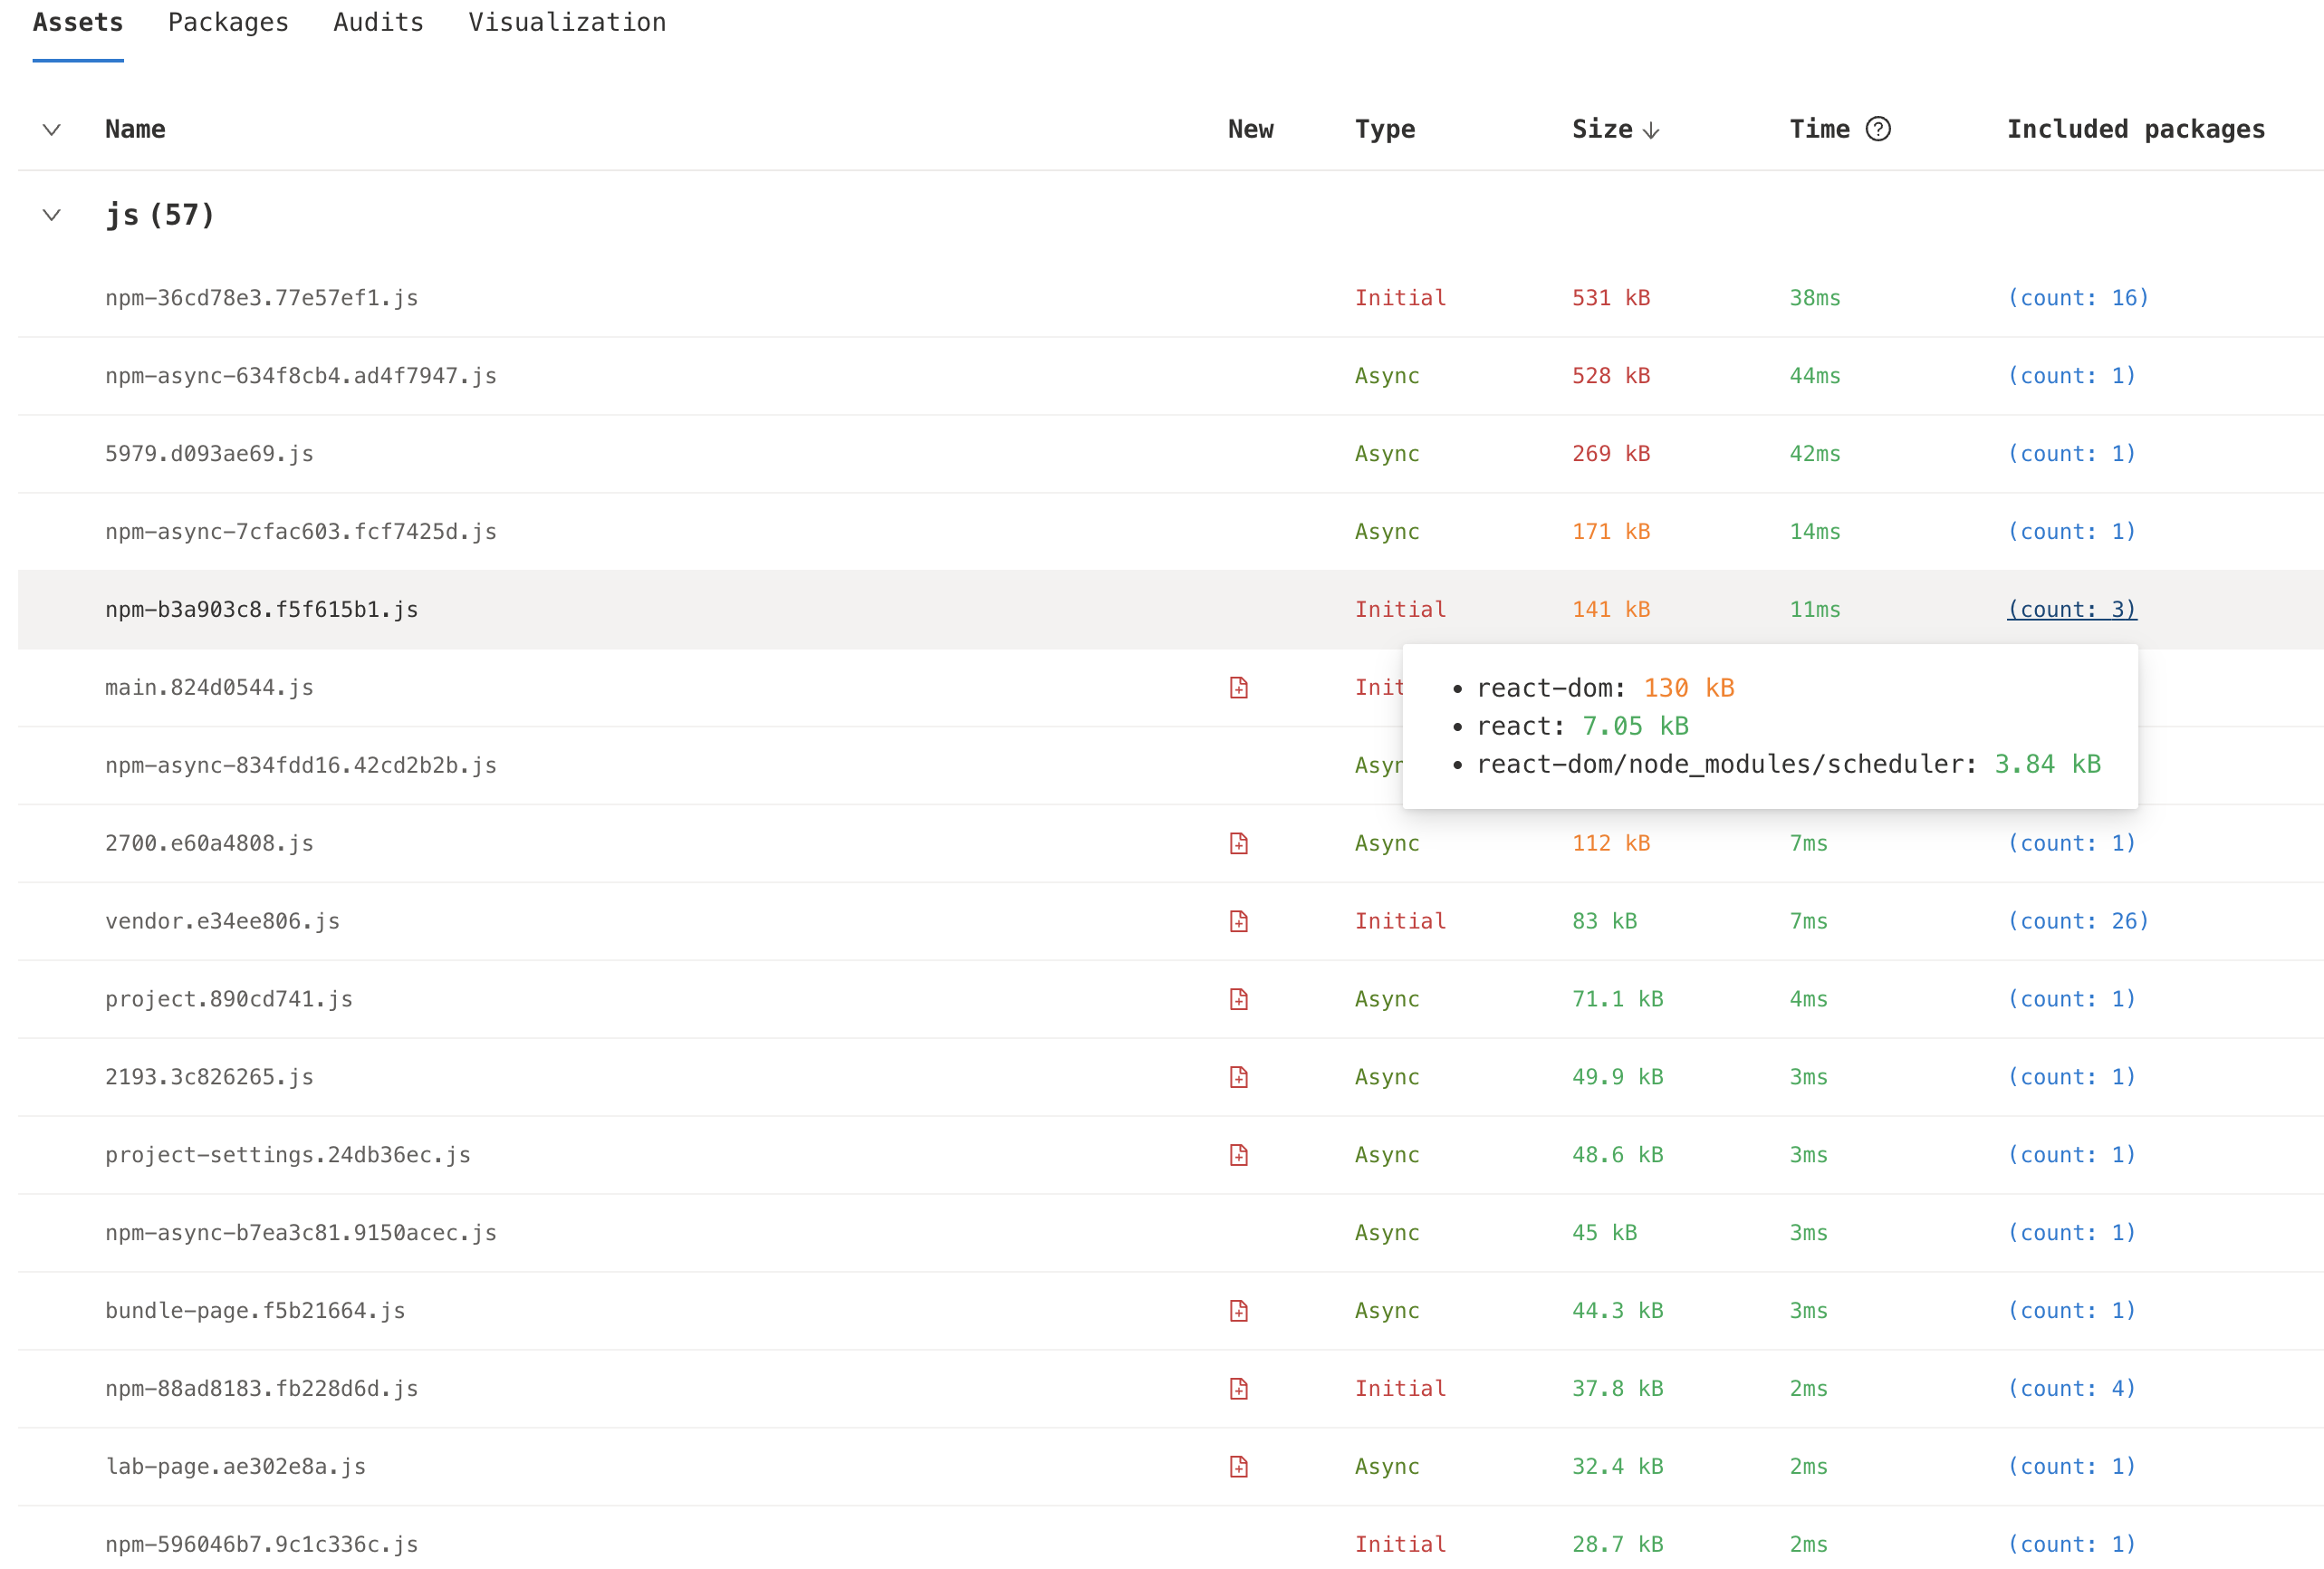 Assets Packages Audits Visualization
Name New Type Size Time Included packages
js (57)
npm-36cd78e3.77e57ef1.js Initial 531 kB 38ms (count: 16)
npm-async-634f8cb4.ad4f7947.js Async 528 kB 44ms (count: 1)
5979.d093ae69.js Async 269 kB 42ms (count: 1)
npm-async-7cfac603.fcf7425d.js Async 171 kB 14ms (count: 1)
npm-b3a903c8.f5f615b1.js Initial 141 kB 11ms (count: 3)
main.824d0544.js Init
• react-dom: 130 kB
• react: 7.05 kB
• react-dom/node_modules/scheduler: 3.84 kB
npm-async-834fdd16.42cd2b2b.js Asyn
2700.e60a4808.js Async 112 kB 7ms (count: 1)
vendor.e34ee806.js Initial 83 kB 7ms (count: 26)
project.890cd741.js Async 71.1 kB 4ms (count: 1)
2193.3c826265.js Async 49.9 kB 3ms (count: 1)
project-settings.24db36ec.js Async 48.6 kB 3ms (count: 1)
npm-async-b7ea3c81.9150acec.js Async 45 kB 3ms (count: 1)
bundle-page.f5b21664.js Async 44.3 kB 3ms (count: 1)
npm-88ad8183.fb228d6d.js Initial 37.8 kB 2ms (count: 4)
lab-page.ae302e8a.js Async 32.4 kB 2ms (count: 1)
npm-596046b7.9c1c336c.js Initial 28.7 kB 2ms (count: 1)